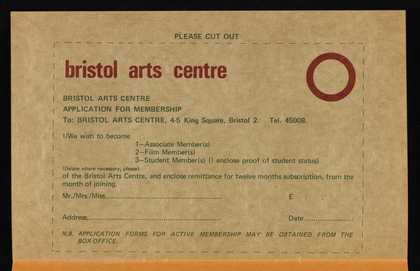 PLEASE CUT OUT
bristol arts centre
BRISTOL ARTS CENTRE
APPLICATION FOR MEMBERSHIP
To: BRISTOL ARTS CENTRE, 4-5 King Square, Bristol 2. Tel. 45008.
I/We wish to become
1—Associate Member(s)
2—Film Member(s)
3—Student Member(s) (I enclose proof of student status)
(Delete where necessary, please)
of the Bristol Arts Centre, and enclose remittance for twelve months subscription, from the
month of joining.
Mr./Mrs./Miss £
Address Date
N.B. APPLICATION FORMS FOR ACTIVE MEMBERSHIP MAY BE OBTAINED FROM THE
BOX OFFICE.